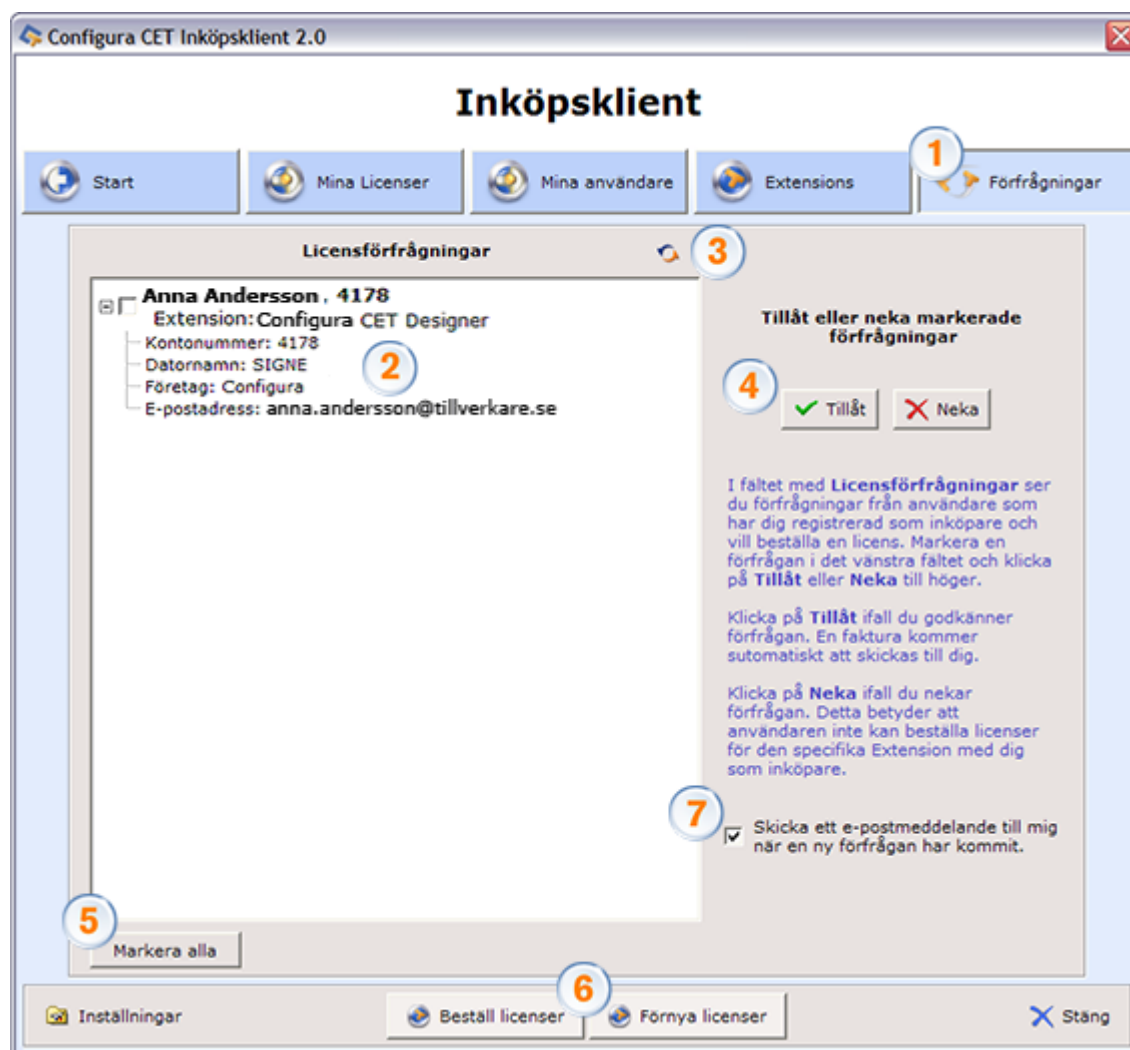 Configura CET Inköpsklient 2.0
Inköpsklient
1
Start
Mina Licenser
Mina användare
Extensions
Förfrågningar
Licensförfrågningar
3
Anna Andersson, 4178
Extension: Configura CET Designer
Kontonummer: 4178
Datornamn: SIGNE
Företag: Configura
E-postadress: anna.andersson@tillverkare.se
2
Tillåt eller neka markerade
förfrågningar
4
Tillåt
Neka
I fältet med Licensförfrågningar ser
du förfrågningar från användare som
har dig registrerad som inköpare och
vill beställa en licens. Markera en
förfrågan i det vänstra fältet och klicka
på Tillåt eller Neka till höger.
Klicka på Tillåt ifall du godkänner
förfrågan. En faktura kommer
sutomatiskt att skickas till dig.
Klicka på Neka ifall du nekar
förfrågan. Detta betyder att
användaren inte kan beställa licenser
för den specifika Extension med dig
som inköpare.
7
Skicka ett e-postmeddelande till mig
när en ny förfrågan har kommit.
5
Markera alla
6
Inställningar
Beställ licenser
Förnya licenser
Stäng